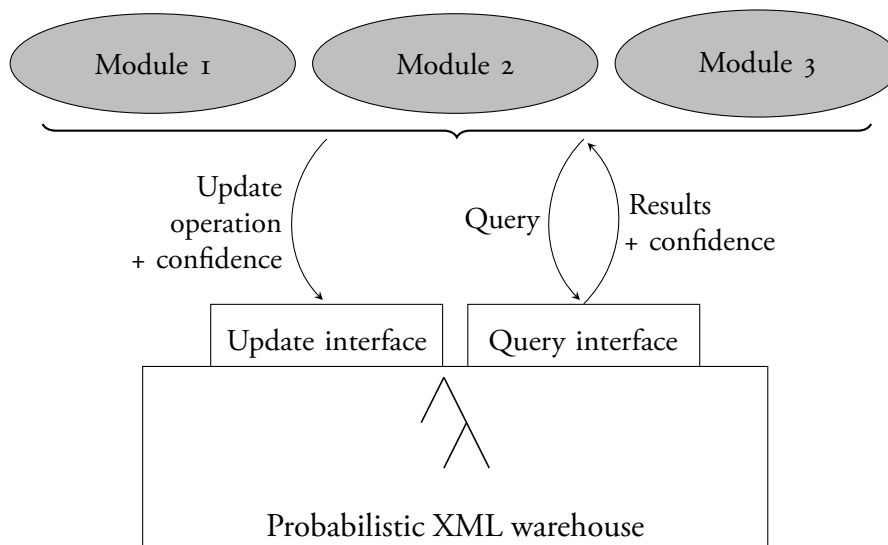 Module 1
Module 2
Module 3
Update
operation
+ confidence
Query
Results
+ confidence
Update interface
Query interface
Probabilistic XML warehouse